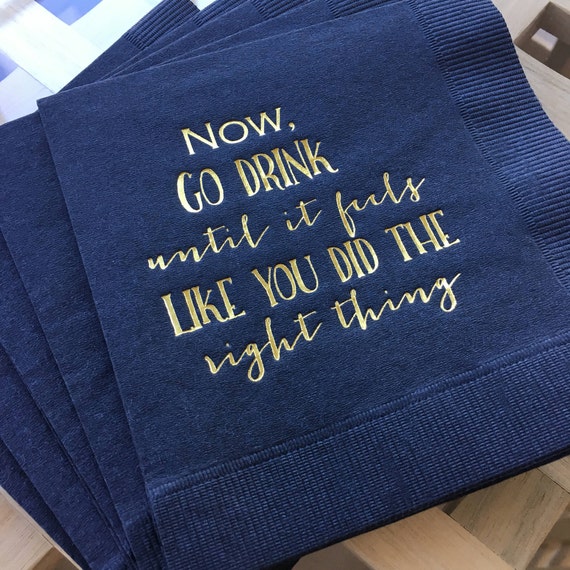 Now,
GO DRINK
until it feels
LIKE YOU DID THE
right thing